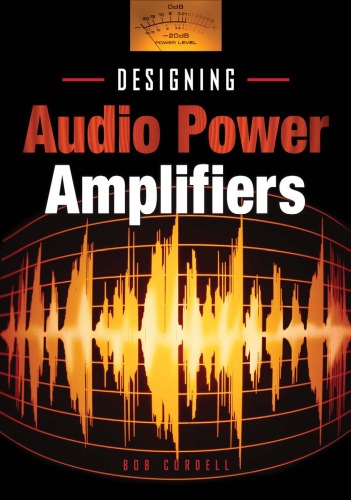 0dB
-20dB
POWER LEVEL
DESIGNING
Audio Power
Amplifiers
BOB CORDELL